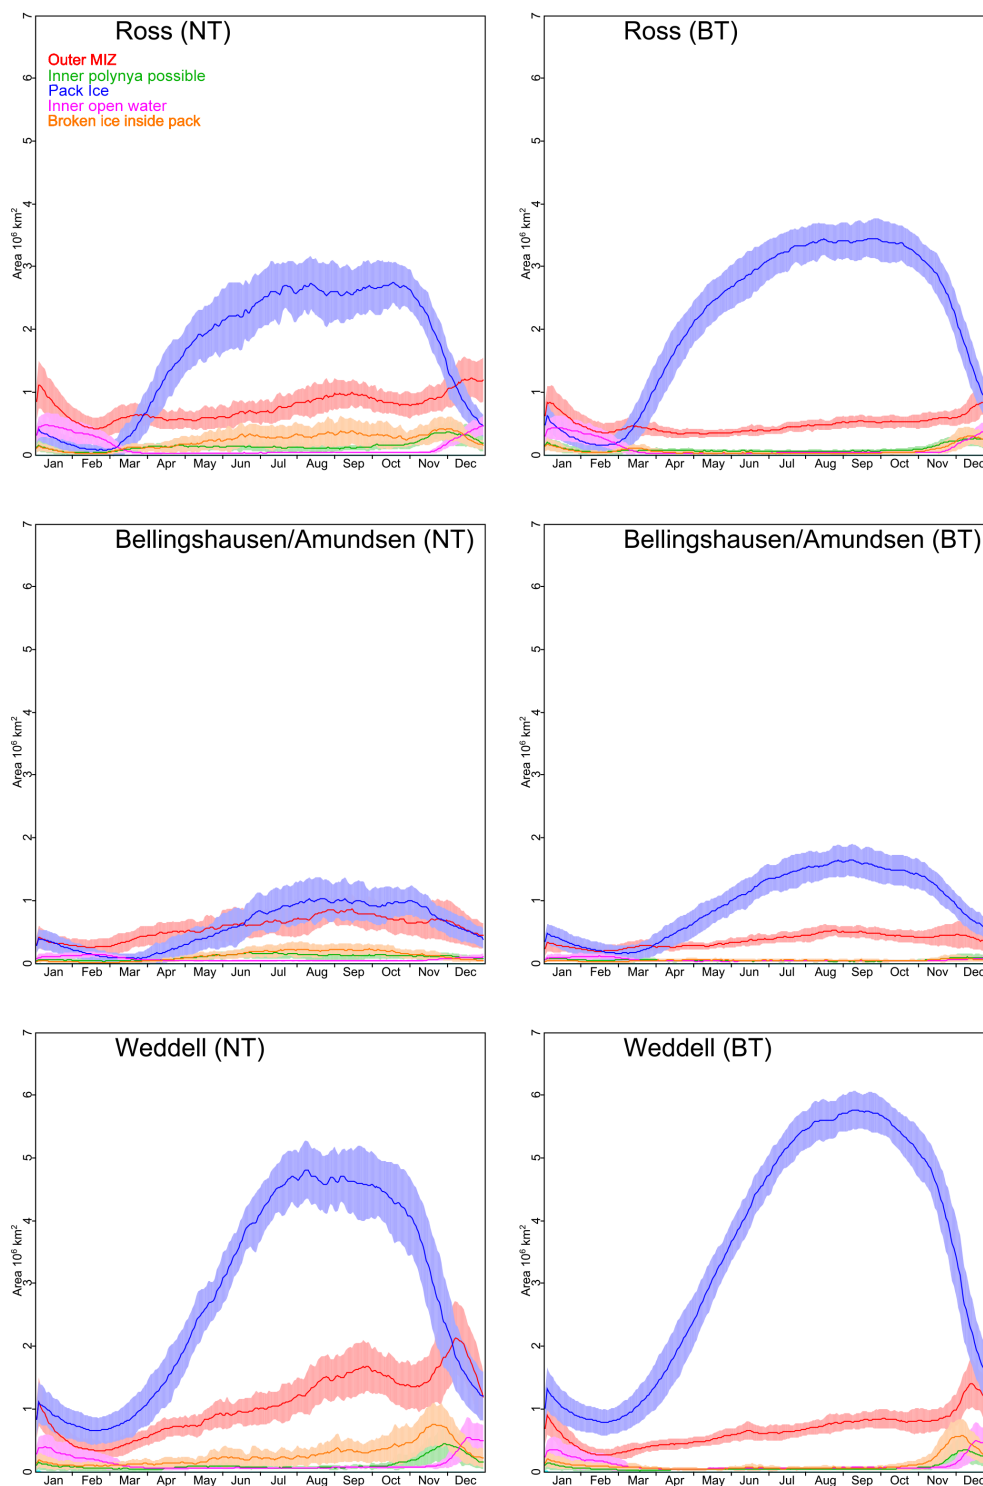 Ross (NT)
Outer MIZ
Inner polynya possible
Pack Ice
Inner open water
Broken ice inside pack
Area 10⁶ km²
0 1 2 3 4 5 6 7
Jan Feb Mar Apr May Jun Jul Aug Sep Oct Nov Dec
Ross (BT)
Area 10⁶ km²
0 1 2 3 4 5 6 7
Jan Feb Mar Apr May Jun Jul Aug Sep Oct Nov Dec
Bellingshausen/Amundsen (NT)
Area 10⁶ km²
0 1 2 3 4 5 6 7
Jan Feb Mar Apr May Jun Jul Aug Sep Oct Nov Dec
Bellingshausen/Amundsen (BT)
Area 10⁶ km²
0 1 2 3 4 5 6 7
Jan Feb Mar Apr May Jun Jul Aug Sep Oct Nov Dec
Weddell (NT)
Area 10⁶ km²
0 1 2 3 4 5 6 7
Jan Feb Mar Apr May Jun Jul Aug Sep Oct Nov Dec
Weddell (BT)
Area 10⁶ km²
0 1 2 3 4 5 6 7
Jan Feb Mar Apr May Jun Jul Aug Sep Oct Nov Dec